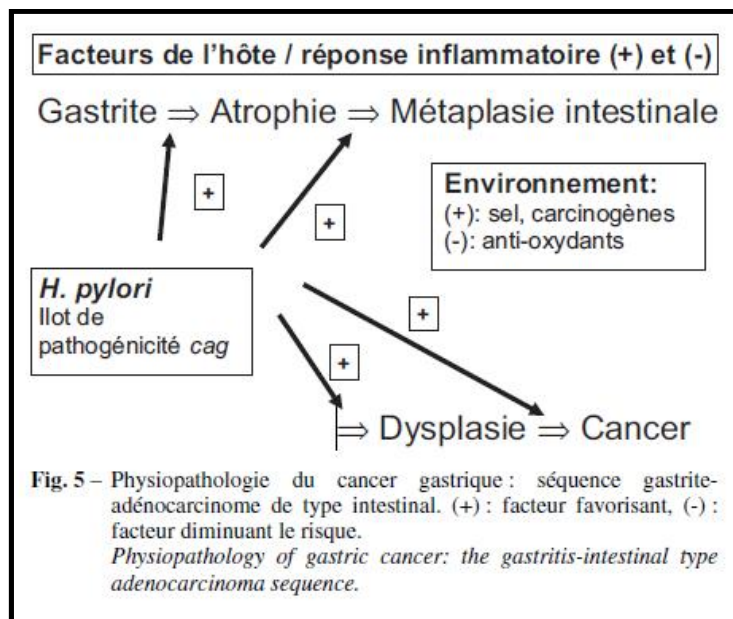 Facteurs de l'hôte / réponse inflammatoire (+) et (-)
Gastrite ⇒ Atrophie ⇒ Métaplasie intestinale
+
+
Environnement:
(+): sel, carcinogènes
(-): anti-oxydants
H. pylori
Ilot de
pathogénicité cag
+
+
⇒ Dysplasie ⇒ Cancer
Fig. 5 – Physiopathologie du cancer gastrique : séquence gastrite-
adénocarcinome de type intestinal. (+) : facteur favorisant, (-) :
facteur diminuant le risque.
Physiopathology of gastric cancer: the gastritis-intestinal type
adenocarcinoma sequence.